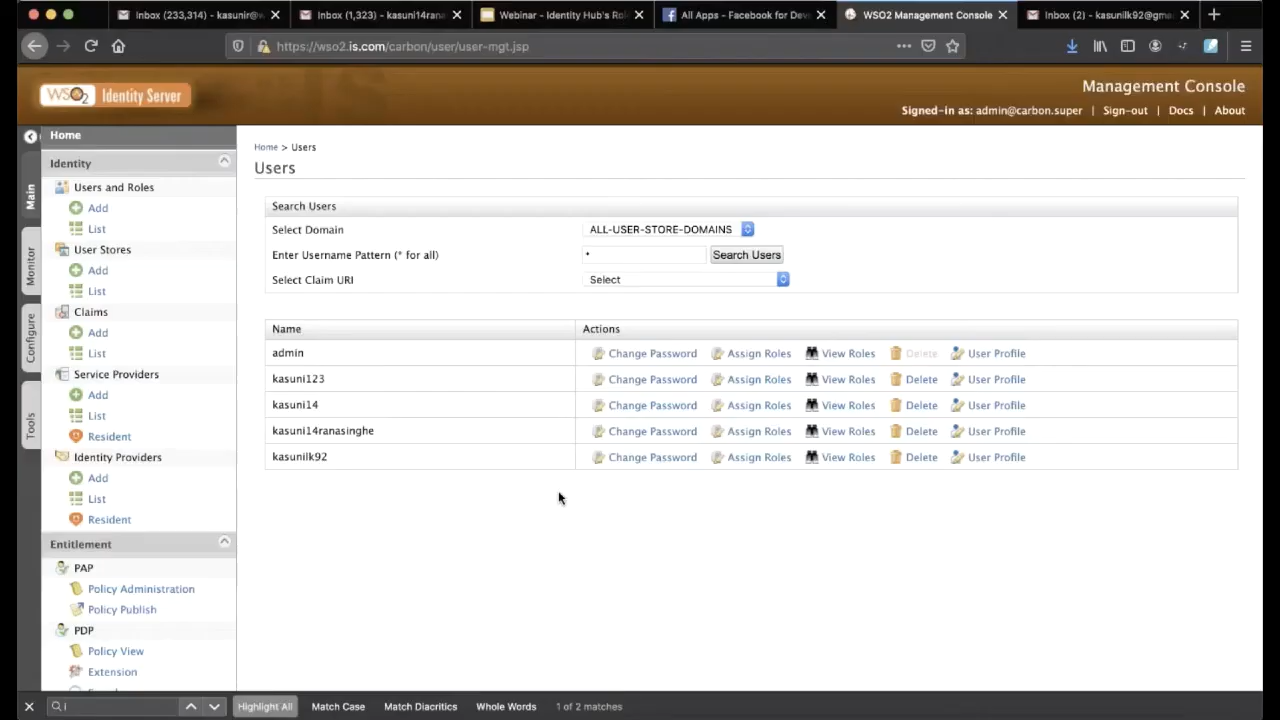 Inbox (233,314) - kasunir@w
Inbox (1,323) - kasuni14rana
Webinar - Identity Hub's Ro
All Apps - Facebook for Dev
WSO2 Management Console
Inbox (2) - kasunilk92@gma
https://wso2.is.com/carbon/user/user-mgt.jsp
WSO2 Identity Server
Management Console
Signed-in as: admin@carbon.super | Sign-out | Docs | About
Main
Monitor
Configure
Tools
Home
Identity
Users and Roles
Add
List
User Stores
Add
List
Claims
Add
List
Service Providers
Add
List
Resident
Identity Providers
Add
List
Resident
Entitlement
PAP
Policy Administration
Policy Publish
PDP
Policy View
Extension
Home > Users
Users
Search Users
Select Domain ALL-USER-STORE-DOMAINS
Enter Username Pattern (* for all) * Search Users
Select Claim URI Select
Name Actions
admin Change Password Assign Roles View Roles Delete User Profile
kasuni123 Change Password Assign Roles View Roles Delete User Profile
kasuni14 Change Password Assign Roles View Roles Delete User Profile
kasuni14ranasinghe Change Password Assign Roles View Roles Delete User Profile
kasunilk92 Change Password Assign Roles View Roles Delete User Profile
i Highlight All Match Case Match Diacritics Whole Words 1 of 2 matches